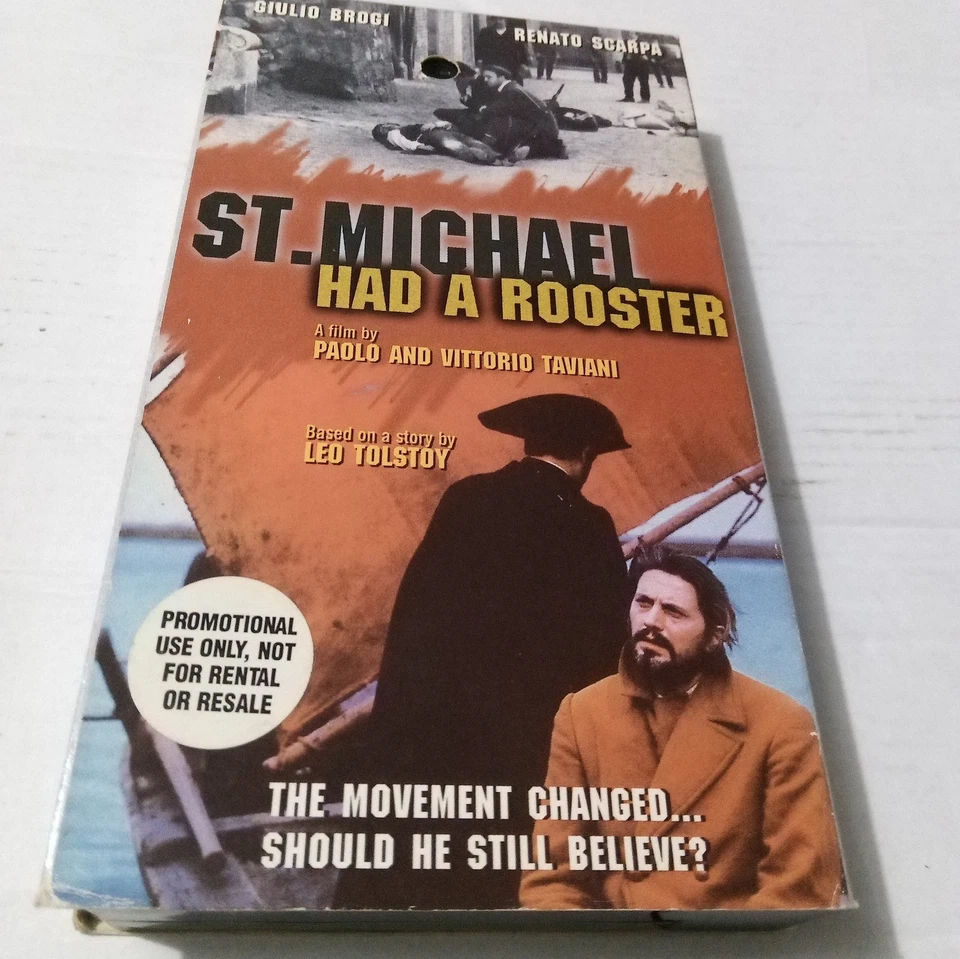 GIULIO BROGI
RENATO SCARPA
ST. MICHAEL
HAD A ROOSTER
A film by
PAOLO AND VITTORIO TAVIANI
Based on a story by
LEO TOLSTOY
PROMOTIONAL
USE ONLY, NOT
FOR RENTAL
OR RESALE
THE MOVEMENT CHANGED...
SHOULD HE STILL BELIEVE?